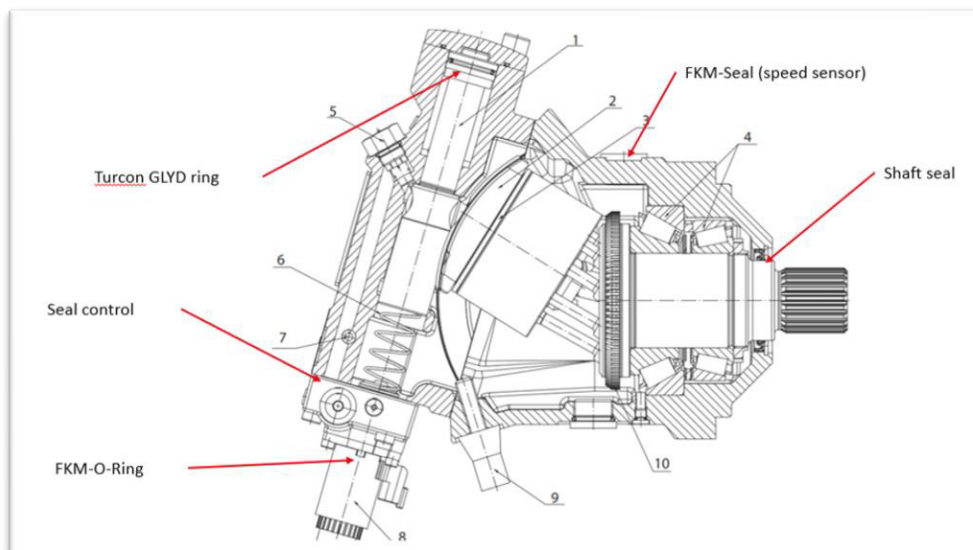 1
FKM-Seal (speed sensor)
2
3
4
5
Turcon GLYD ring
Shaft seal
6
Seal control
7
FKM-O-Ring
10
9
8